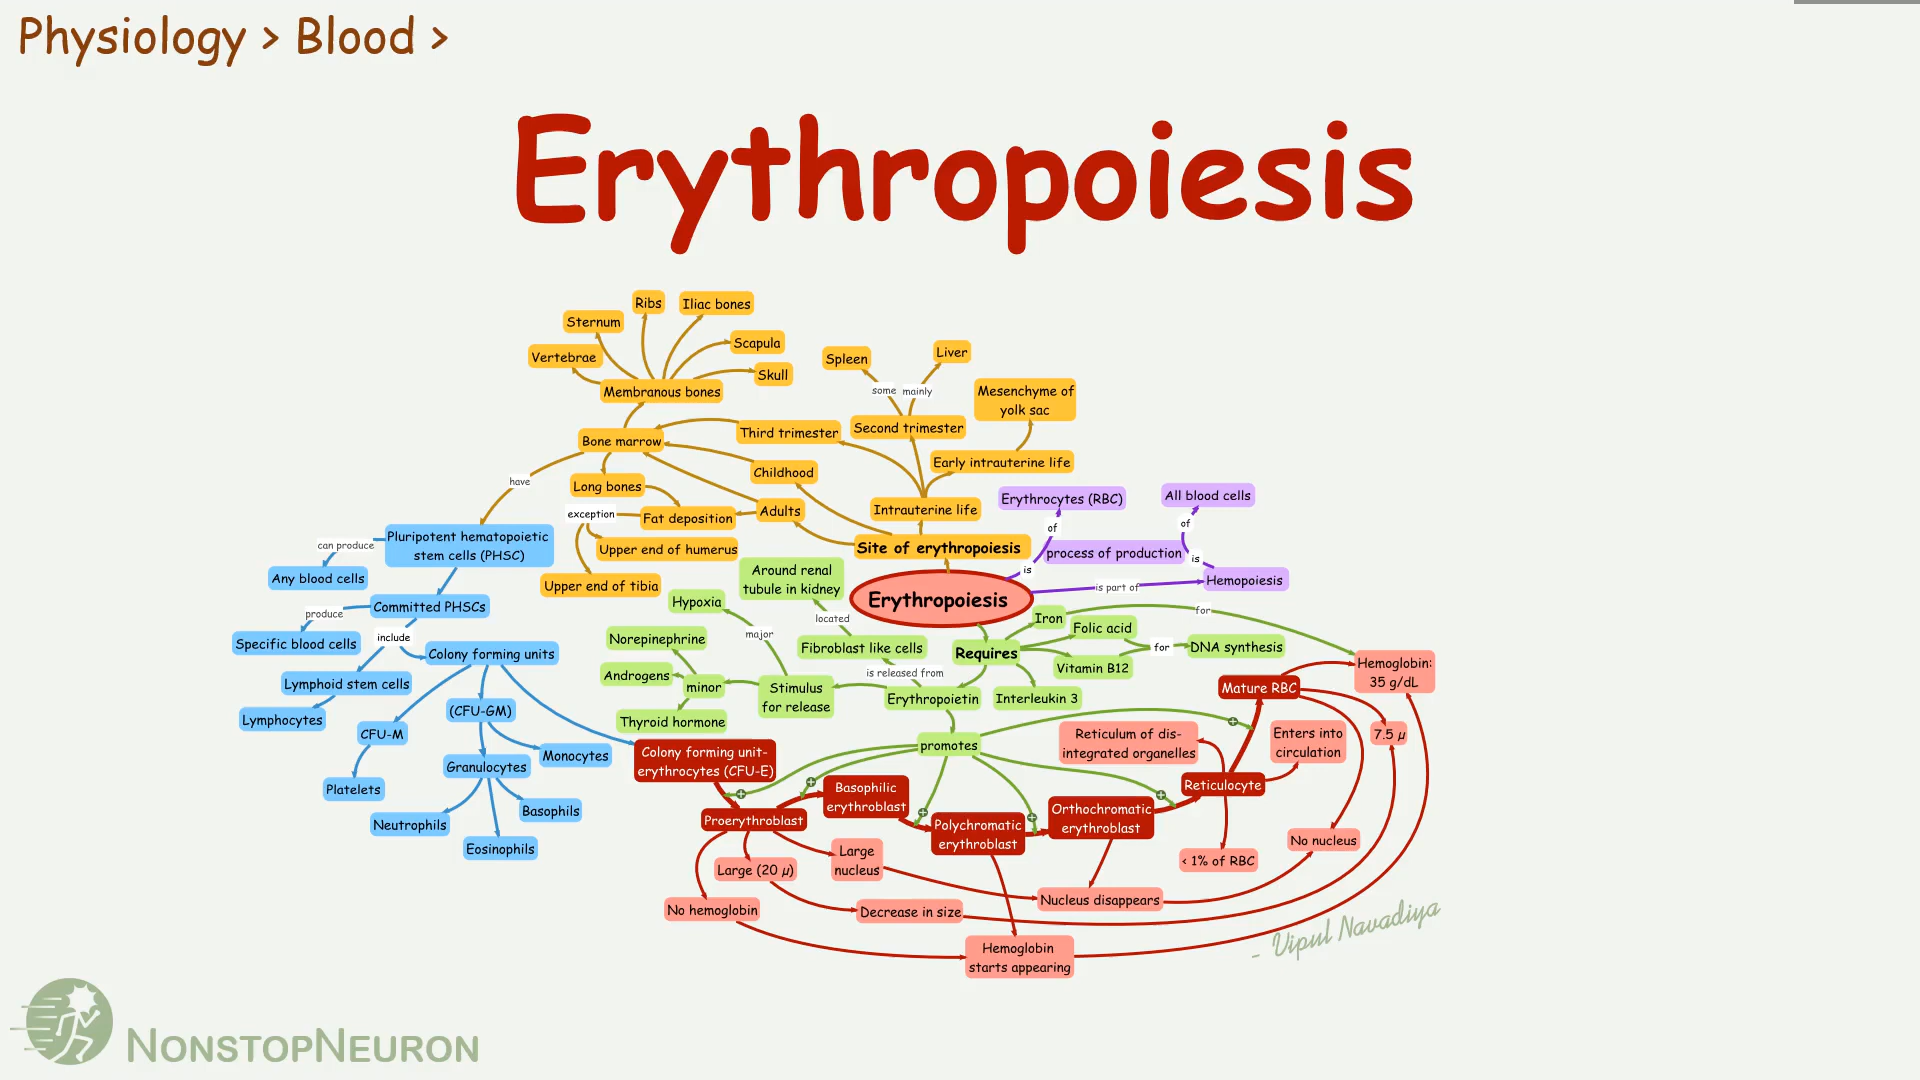 Physiology > Blood >
Erythropoiesis
Ribs
Iliac bones
Sternum
Scapula
Vertebrae
Skull
Membranous bones
Spleen
Liver
some
mainly
Mesenchyme of
yolk sac
Bone marrow
Third trimester
Second trimester
Early intrauterine life
Childhood
have
Long bones
exception
Fat deposition
Adults
Intrauterine life
Upper end of humerus
Upper end of tibia
Site of erythropoiesis
Erythrocytes (RBC)
All blood cells
of
of
process of production
is
is
is part of
Hemopoiesis
Erythropoiesis
Pluripotent hematopoietic
stem cells (PHSC)
can produce
Any blood cells
Committed PHSCs
produce
Specific blood cells
include
Colony forming units
Lymphoid stem cells
Lymphocytes
(CFU-GM)
CFU-M
Platelets
Granulocytes
Monocytes
Neutrophils
Eosinophils
Basophils
Around renal
tubule in kidney
located
Fibroblast like cells
is released from
Hypoxia
major
Norepinephrine
Androgens
minor
Thyroid hormone
Stimulus
for release
Erythropoietin
Requires
Iron
for
Folic acid
for
DNA synthesis
Vitamin B12
Interleukin 3
promotes
Colony forming unit-
erythrocytes (CFU-E)
Proerythroblast
Basophilic
erythroblast
Polychromatic
erythroblast
Orthochromatic
erythroblast
Reticulocyte
Mature RBC
Hemoglobin:
35 g/dL
7.5 μ
Reticulum of dis-
integrated organelles
Enters into
circulation
< 1% of RBC
No nucleus
Large
nucleus
Large (20 μ)
No hemoglobin
Decrease in size
Nucleus disappears
Hemoglobin
starts appearing
- Vipul Navadiya
NONSTOPNEURON